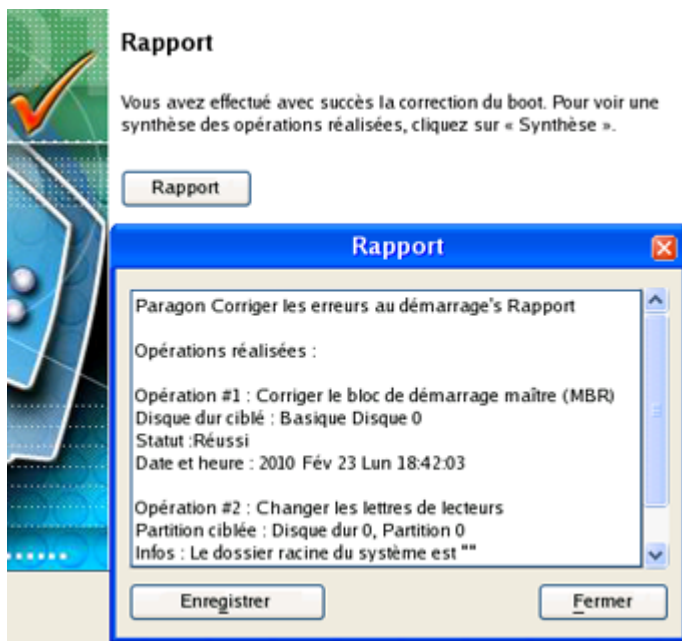 Rapport
Vous avez effectué avec succès la correction du boot. Pour voir une
synthèse des opérations réalisées, cliquez sur « Synthèse ».
Rapport
Rapport
Paragon Corriger les erreurs au démarrage's Rapport
Opérations réalisées :
Opération #1 : Corriger le bloc de démarrage maître (MBR)
Disque dur ciblé : Basique Disque 0
Statut :Réussi
Date et heure : 2010 Fév 23 Lun 18:42:03
Opération #2 : Changer les lettres de lecteurs
Partition ciblée : Disque dur 0, Partition 0
Infos : Le dossier racine du système est ""
Enregistrer
Fermer